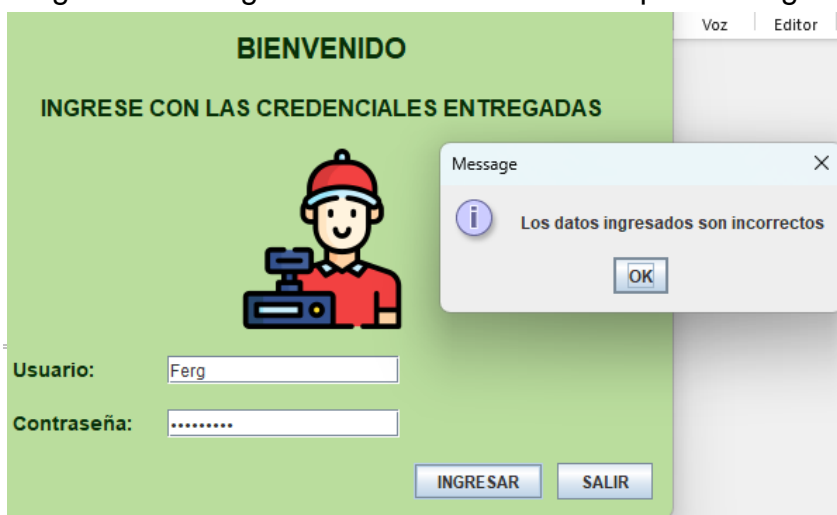 Voz Editor
BIENVENIDO
INGRESE CON LAS CREDENCIALES ENTREGADAS
Message
Los datos ingresados son incorrectos
OK
Usuario: Ferg
Contraseña: •••••••••
INGRESAR SALIR